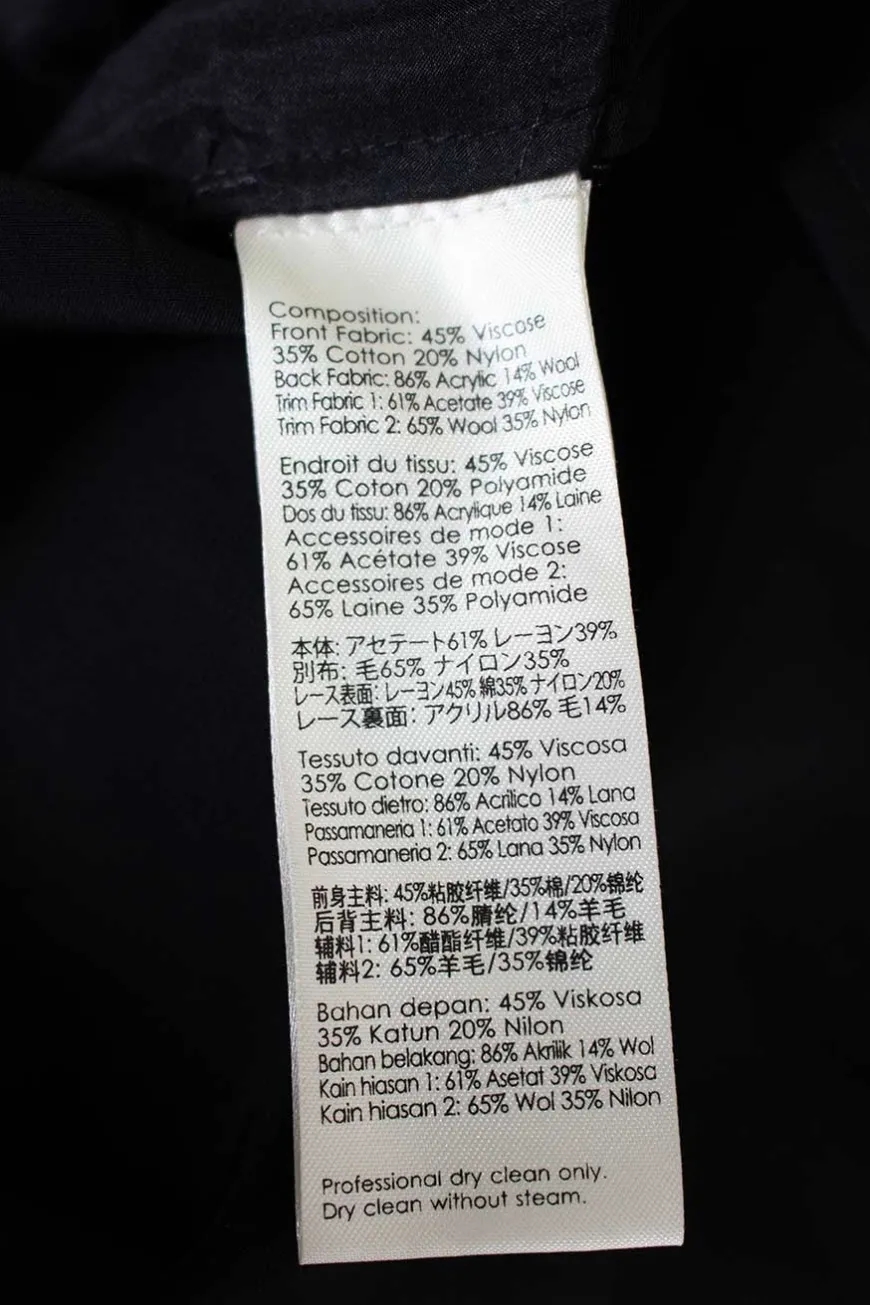 Composition:
Front Fabric: 45% Viscose
35% Cotton 20% Nylon
Back Fabric: 86% Acrylic 14% Wool
Trim Fabric 1: 61% Acetate 39% Viscose
Trim Fabric 2: 65% Wool 35% Nylon
Endroit du tissu: 45% Viscose
35% Coton 20% Polyamide
Dos du tissu: 86% Acrylique 14% Laine
Accessoires de mode 1:
61% Acétate 39% Viscose
Accessoires de mode 2:
65% Laine 35% Polyamide
本体: アセテート61% レーヨン39%
別布: 毛65% ナイロン35%
レース表面: レーヨン45% 綿35% ナイロン20%
レース裏面: アクリル86% 毛14%
Tessuto davanti: 45% Viscosa
35% Cotone 20% Nylon
Tessuto dietro: 86% Acrilico 14% Lana
Passamaneria 1: 61% Acetato 39% Viscosa
Passamaneria 2: 65% Lana 35% Nylon
前身主料: 45%粘胶纤维/35%棉/20%锦纶
后背主料: 86%腈纶/14%羊毛
辅料1: 61%醋酯纤维/39%粘胶纤维
辅料2: 65%羊毛/35%锦纶
Bahan depan: 45% Viskosa
35% Katun 20% Nilon
Bahan belakang: 86% Akrilik 14% Wol
Kain hiasan 1: 61% Asetat 39% Viskosa
Kain hiasan 2: 65% Wol 35% Nilon
Professional dry clean only.
Dry clean without steam.